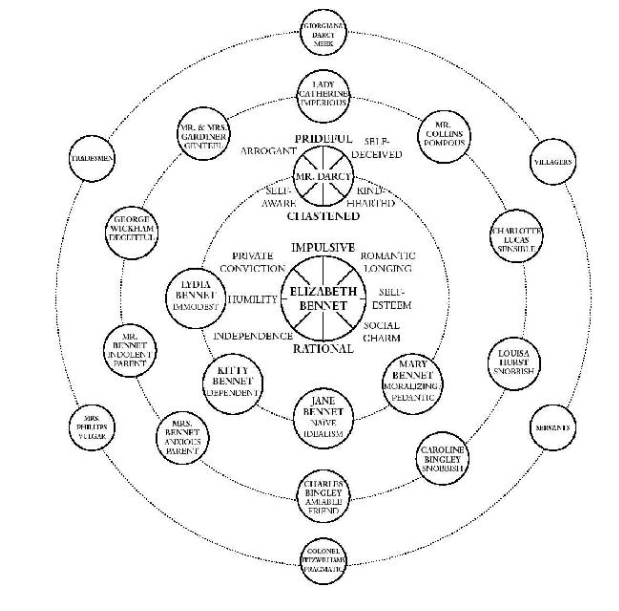 GEORGIANA
DARCY
MEEK
LADY
CATHERINE
IMPERIOUS
MR. & MRS.
GARDINER
GENTEEL
MR.
COLLINS
POMPOUS
TRADESMEN
VILLAGERS
PRIDEFUL
ARROGANT
SELF-
DECEIVED
MR. DARCY
SELF-
AWARE
KIND-
HEARTED
CHASTENED
GEORGE
WICKHAM
DECEITFUL
CHARLOTTE
LUCAS
SENSIBLE
IMPULSIVE
PRIVATE
CONVICTION
ROMANTIC
LONGING
LYDIA
BENNET
IMMODEST
HUMILITY
ELIZABETH
BENNET
SELF-
ESTEEM
INDEPENDENCE
SOCIAL
CHARM
RATIONAL
MR.
BENNET
INDOLENT
PARENT
LOUISA
HURST
SNOBBISH
KITTY
BENNET
DEPENDENT
MARY
BENNET
MORALIZING,
PEDANTIC
JANE
BENNET
NAÏVE
IDEALISM
MRS.
PHILLIPS
VULGAR
MRS.
BENNET
ANXIOUS
PARENT
CAROLINE
BINGLEY
SNOBBISH
SERVANTS
CHARLES
BINGLEY
AMIABLE
FRIEND
COLONEL
FITZWILLIAM
PRAGMATIC